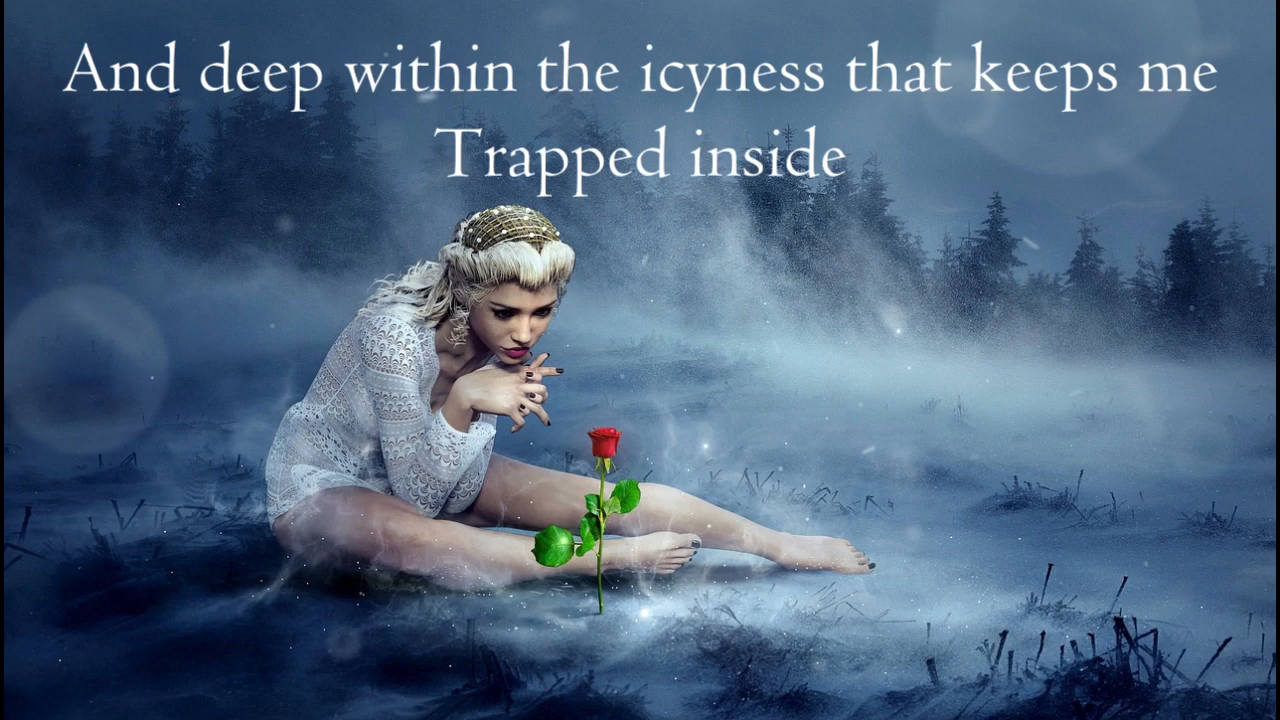 And deep within the icyness that keeps me
Trapped inside